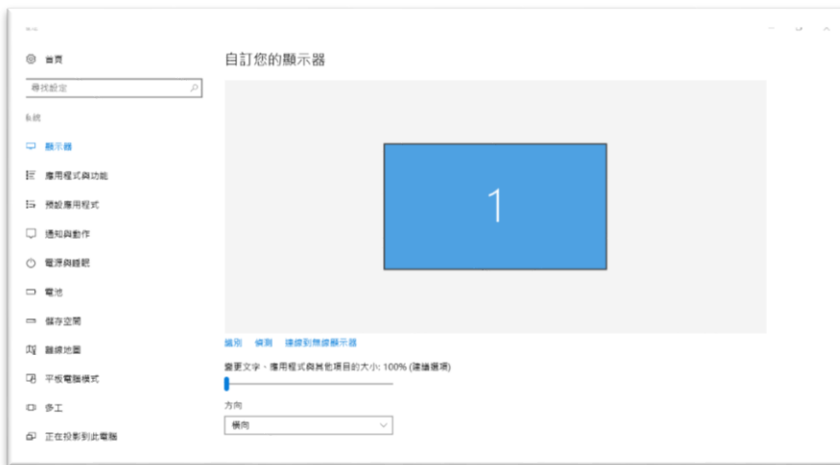 首頁
自訂您的顯示器
尋找設定
系統
顯示器
應用程式與功能
預設應用程式
通知與動作
電源與睡眠
電池
儲存空間
離線地圖
平板電腦模式
多工
正在投影到此電腦
1
識別 偵測 連線到無線顯示器
變更文字、應用程式與其他項目的大小: 100% (建議選項)
方向
橫向